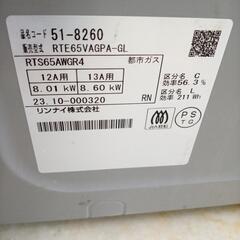 品名コード 51-8260
販売型式 RTE65VAGPA-GL
RTS65AWGR4 都市ガス
12A用 13A用
8.01 kW 8.60 kW
23.10-000320 RN
リンナイ株式会社
区分名 C
効率56.3 %
区分名 L
効率 211 Wh
PS
TG